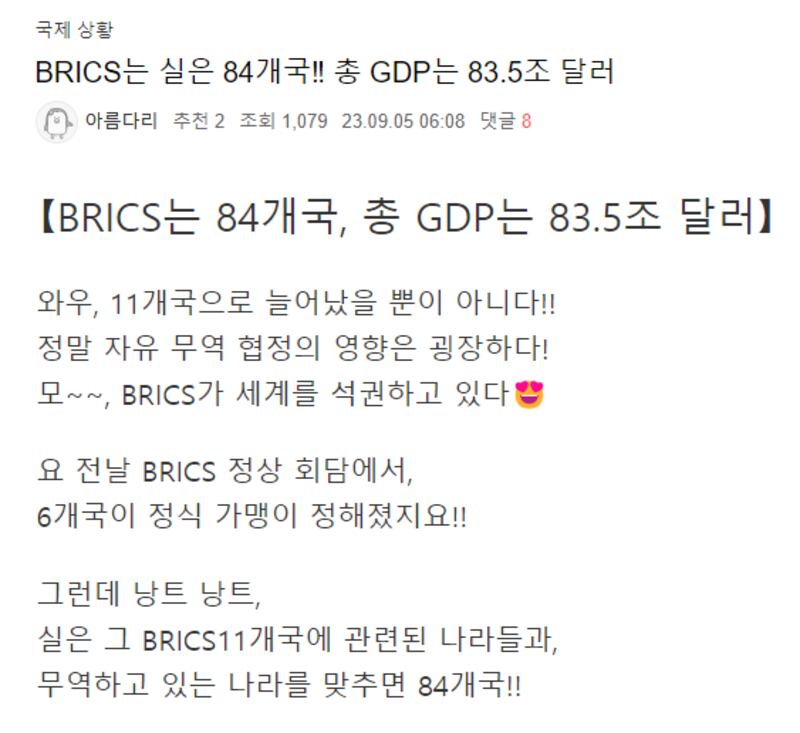 국제 상황
BRICS는 실은 84개국!! 총 GDP는 83.5조 달러
아름다리 추천 2 조회 1,079 23.09.05 06:08 댓글 8
【BRICS는 84개국, 총 GDP는 83.5조 달러】
와우, 11개국으로 늘어났을 뿐이 아니다!!
정말 자유 무역 협정의 영향은 굉장하다!
모~~, BRICS가 세계를 석권하고 있다😍
요 전날 BRICS 정상 회담에서,
6개국이 정식 가맹이 정해졌지요!!
그런데 낭트 낭트,
실은 그 BRICS11개국에 관련된 나라들과,
무역하고 있는 나라를 맞추면 84개국!!